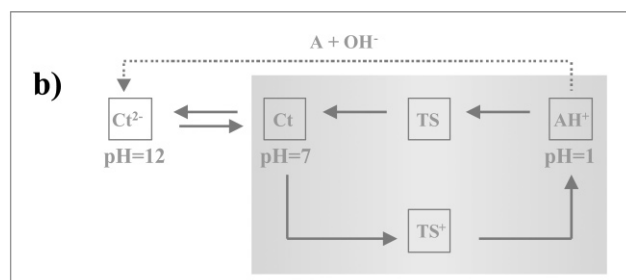 A + OH⁻
b)
Ct²⁻ Ct TS AH⁺
pH=12 pH=7 pH=1
TS⁺